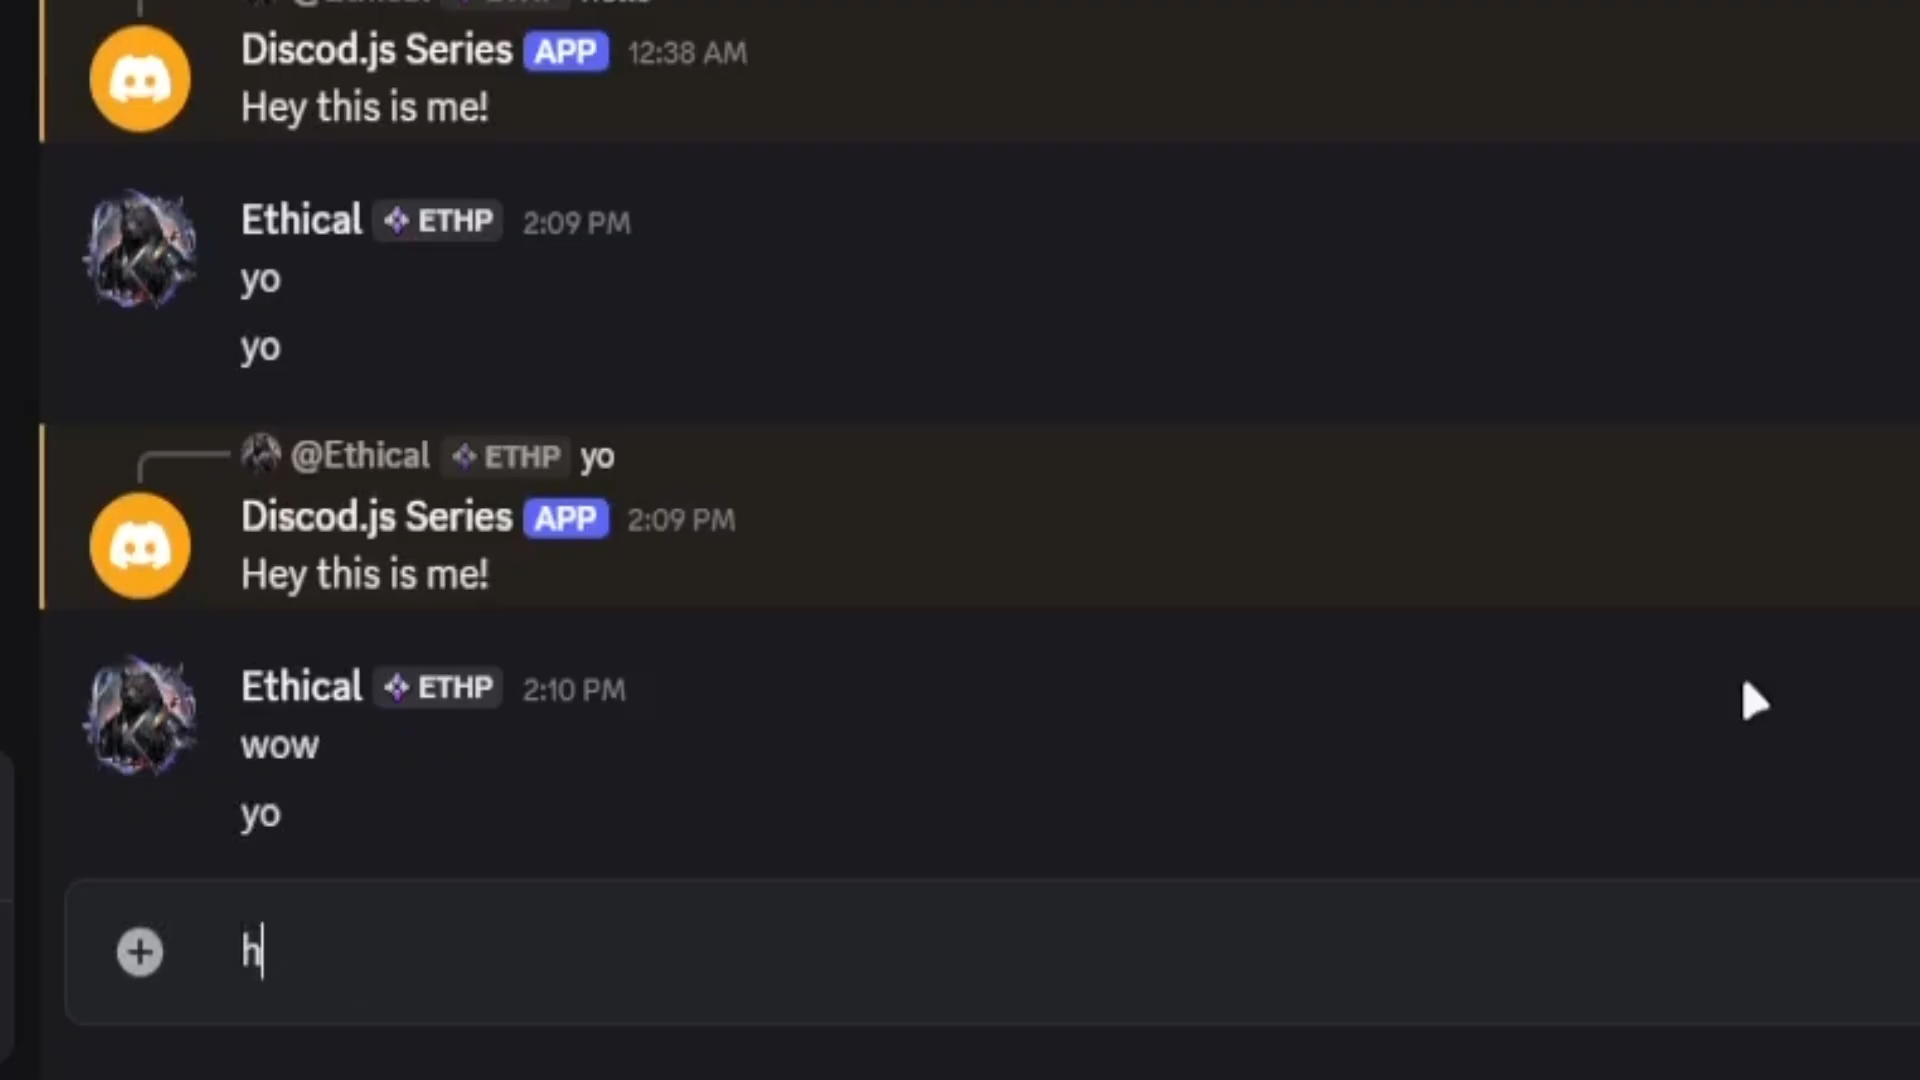 Discod.js Series APP 12:38 AM
Hey this is me!
Ethical ETHP 2:09 PM
yo
yo
@Ethical ETHP yo
Discod.js Series APP 2:09 PM
Hey this is me!
Ethical ETHP 2:10 PM
wow
yo
h